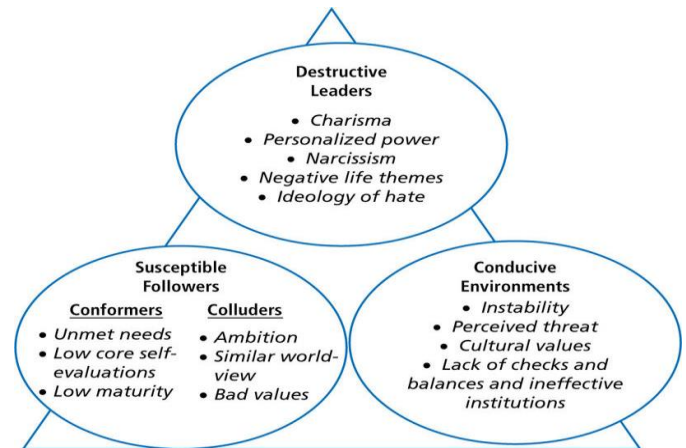 Destructive
Leaders
• Charisma
• Personalized power
• Narcissism
• Negative life themes
• Ideology of hate
Susceptible
Followers
Conformers
• Unmet needs
• Low core self-
evaluations
• Low maturity
Colluders
• Ambition
• Similar world-
view
• Bad values
Conducive
Environments
• Instability
• Perceived threat
• Cultural values
• Lack of checks and
balances and ineffective
institutions